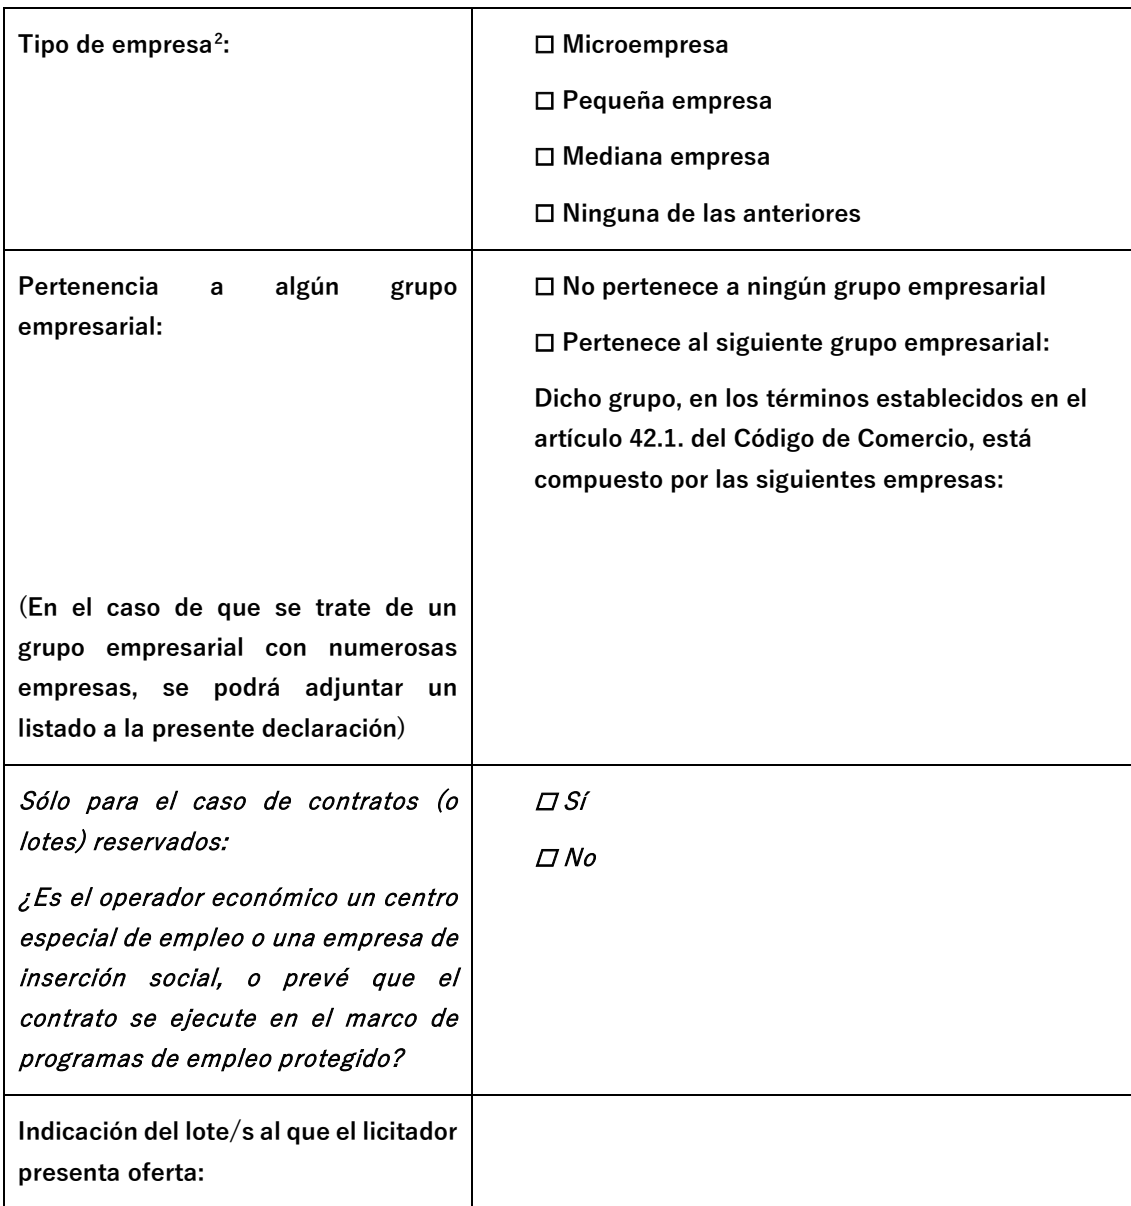 Tipo de empresa²:
☐ Microempresa
☐ Pequeña empresa
☐ Mediana empresa
☐ Ninguna de las anteriores
Pertenencia a algún grupo
empresarial:
(En el caso de que se trate de un
grupo empresarial con numerosas
empresas, se podrá adjuntar un
listado a la presente declaración)
☐ No pertenece a ningún grupo empresarial
☐ Pertenece al siguiente grupo empresarial:
Dicho grupo, en los términos establecidos en el
artículo 42.1. del Código de Comercio, está
compuesto por las siguientes empresas:
Sólo para el caso de contratos (o
lotes) reservados:
¿Es el operador económico un centro
especial de empleo o una empresa de
inserción social, o prevé que el
contrato se ejecute en el marco de
programas de empleo protegido?
☐ Sí
☐ No
Indicación del lote/s al que el licitador
presenta oferta: